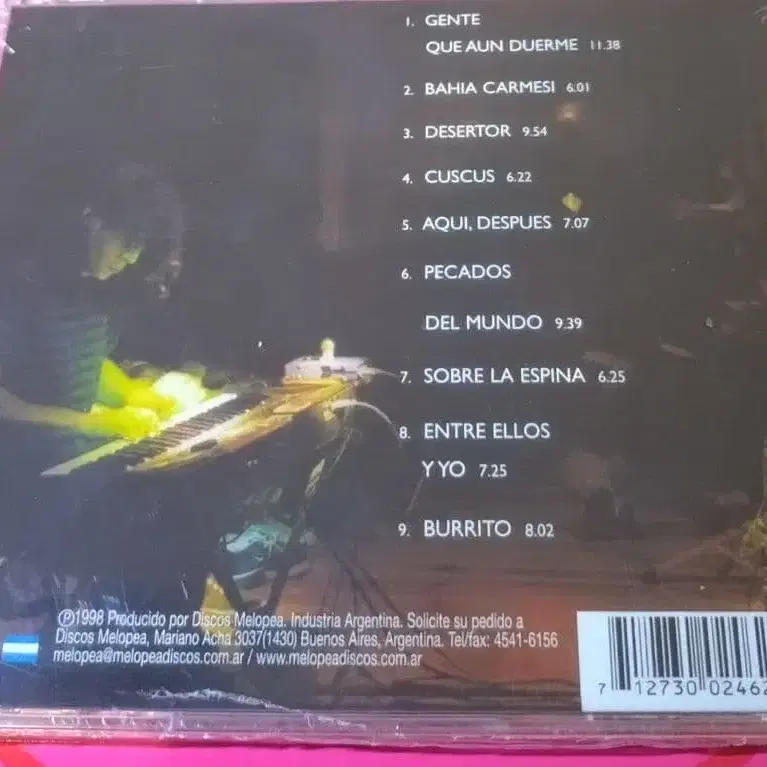 1. GENTE
QUE AUN DUERME 11.38
2. BAHIA CARMESI 6.01
3. DESERTOR 9.54
4. CUSCUS 6.22
5. AQUI, DESPUES 7.07
6. PECADOS
DEL MUNDO 9.39
7. SOBRE LA ESPINA 6.25
8. ENTRE ELLOS
Y YO 7.25
9. BURRITO 8.02
℗1998 Producido por Discos Melopea. Industria Argentina. Solicite su pedido a
Discos Melopea, Mariano Acha 3037(1430) Buenos Aires, Argentina. Tel/fax: 4541-6156
melopea@melopeadiscos.com.ar / www.melopeadiscos.com.ar
7 12730 02462